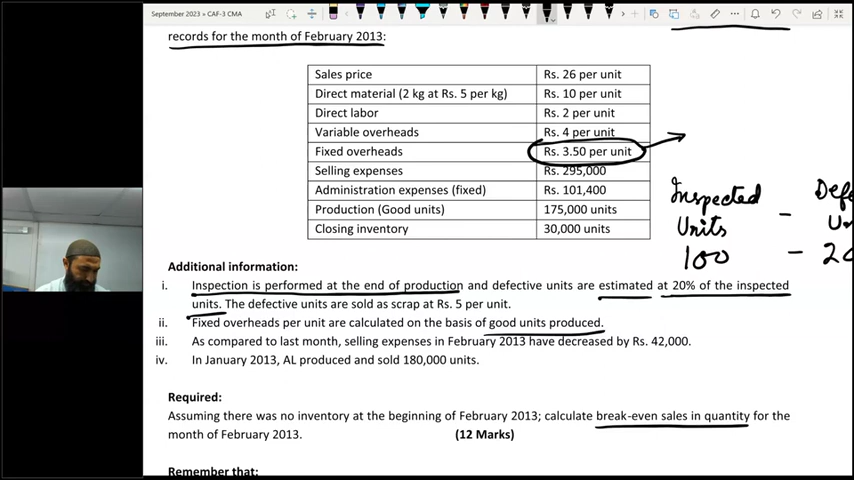 September 2023 » CAF-3 CMA
records for the month of February 2013:
Sales price Rs. 26 per unit
Direct material (2 kg at Rs. 5 per kg) Rs. 10 per unit
Direct labor Rs. 2 per unit
Variable overheads Rs. 4 per unit
Fixed overheads Rs. 3.50 per unit
Selling expenses Rs. 295,000
Administration expenses (fixed) Rs. 101,400
Production (Good units) 175,000 units
Closing inventory 30,000 units
Inspected Defe
Units - Un
100 - 20
Additional information:
i. Inspection is performed at the end of production and defective units are estimated at 20% of the inspected
units. The defective units are sold as scrap at Rs. 5 per unit.
ii. Fixed overheads per unit are calculated on the basis of good units produced.
iii. As compared to last month, selling expenses in February 2013 have decreased by Rs. 42,000.
iv. In January 2013, AL produced and sold 180,000 units.
Required:
Assuming there was no inventory at the beginning of February 2013; calculate break-even sales in quantity for the
month of February 2013. (12 Marks)
Remember that: